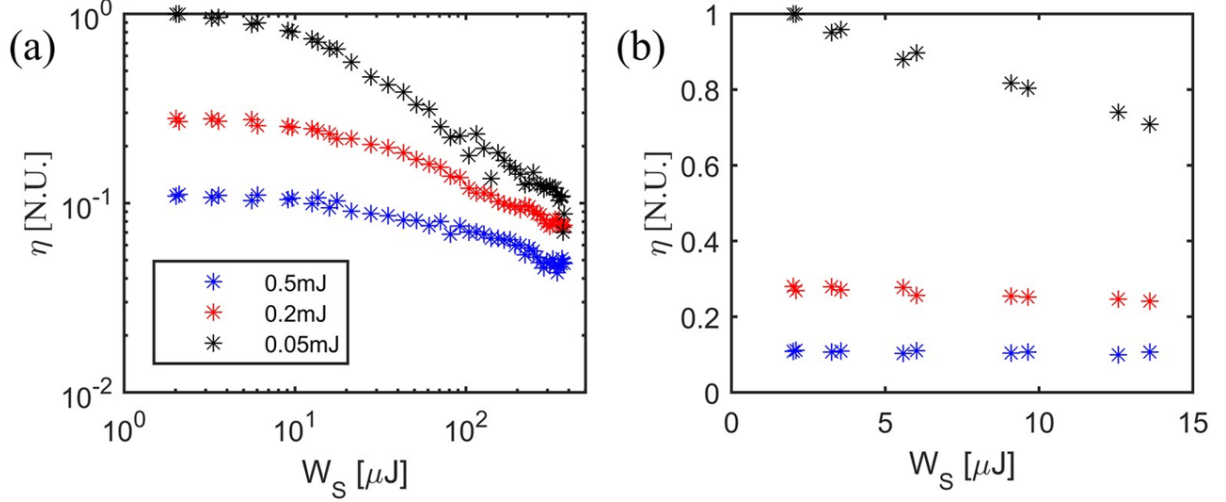 (a)
η [N.U.]
10^0
10^-1
10^-2
0.5mJ
0.2mJ
0.05mJ
10^0 10^1 10^2
W_S [μJ]
(b)
η [N.U.]
1
0.8
0.6
0.4
0.2
0
0 5 10 15
W_S [μJ]